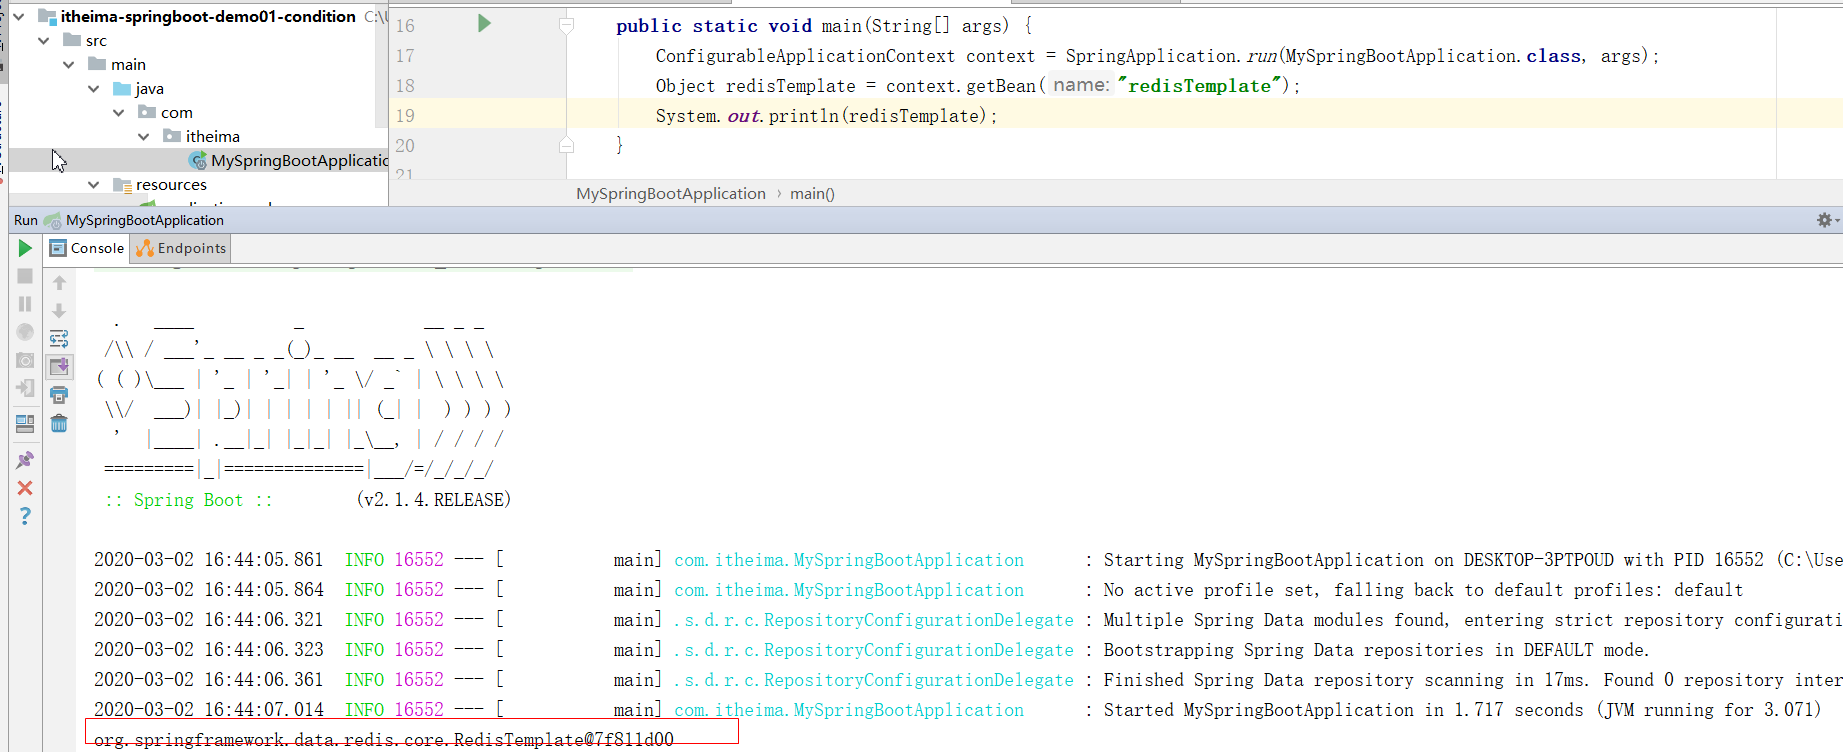 itheima-springboot-demo01-condition C:\U
src
main
java
com
itheima
MySpringBootApplicatio
resources
16 public static void main(String[] args) {
17 ConfigurableApplicationContext context = SpringApplication.run(MySpringBootApplication.class, args);
18 Object redisTemplate = context.getBean( name: "redisTemplate");
19 System.out.println(redisTemplate);
20 }
21
MySpringBootApplication › main()
Run MySpringBootApplication
Console Endpoints
  .   ____          _            __ _ _
 /\\ / ___'_ __ _ _(_)_ __  __ _ \ \ \ \
( ( )\___ | '_ | '_| | '_ \/ _` | \ \ \ \
 \\/  ___)| |_)| | | | | || (_| |  ) ) ) )
  '  |____| .__|_| |_|_| |_\__, | / / / /
 =========|_|==============|___/=/_/_/_/
:: Spring Boot :: (v2.1.4.RELEASE)
2020-03-02 16:44:05.861 INFO 16552 --- [ main] com.itheima.MySpringBootApplication : Starting MySpringBootApplication on DESKTOP-3PTPOUD with PID 16552 (C:\Use
2020-03-02 16:44:05.864 INFO 16552 --- [ main] com.itheima.MySpringBootApplication : No active profile set, falling back to default profiles: default
2020-03-02 16:44:06.321 INFO 16552 --- [ main] .s.d.r.c.RepositoryConfigurationDelegate : Multiple Spring Data modules found, entering strict repository configurati
2020-03-02 16:44:06.323 INFO 16552 --- [ main] .s.d.r.c.RepositoryConfigurationDelegate : Bootstrapping Spring Data repositories in DEFAULT mode.
2020-03-02 16:44:06.361 INFO 16552 --- [ main] .s.d.r.c.RepositoryConfigurationDelegate : Finished Spring Data repository scanning in 17ms. Found 0 repository inter
2020-03-02 16:44:07.014 INFO 16552 --- [ main] com.itheima.MySpringBootApplication : Started MySpringBootApplication in 1.717 seconds (JVM running for 3.071)
org.springframework.data.redis.core.RedisTemplate@7f811d00